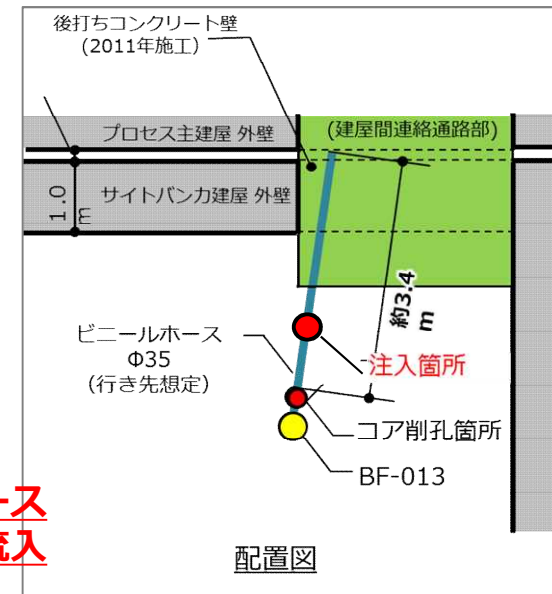 後打ちコンクリート壁
(2011年施工)
プロセス主建屋 外壁
(建屋間連絡通路部)
1.0
m
サイトバンカ建屋 外壁
約3.4
m
ビニールホース
Φ35
(行き先想定)
注入箇所
コア削孔箇所
BF-013
ース
流入
配置図